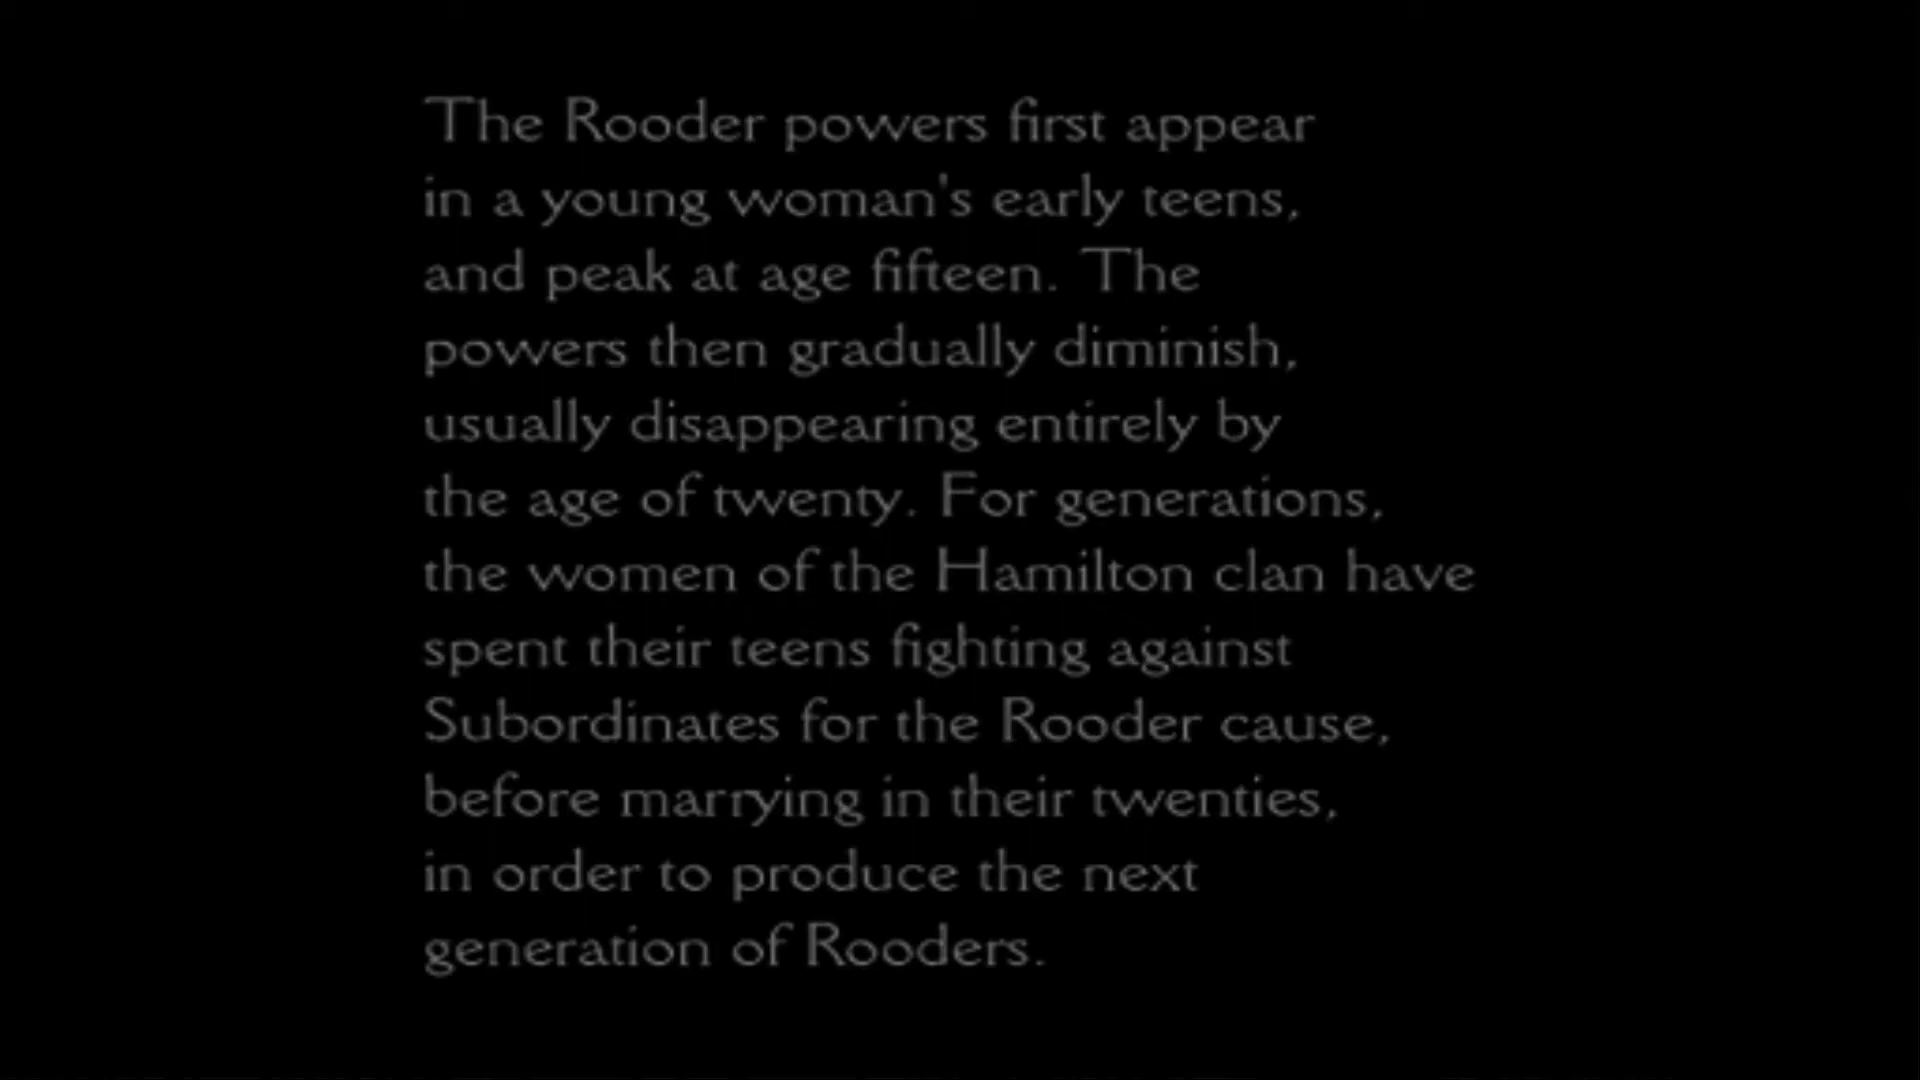 The Rooder powers first appear
in a young woman's early teens,
and peak at age fifteen. The
powers then gradually diminish,
usually disappearing entirely by
the age of twenty. For generations,
the women of the Hamilton clan have
spent their teens fighting against
Subordinates for the Rooder cause,
before marrying in their twenties,
in order to produce the next
generation of Rooders.